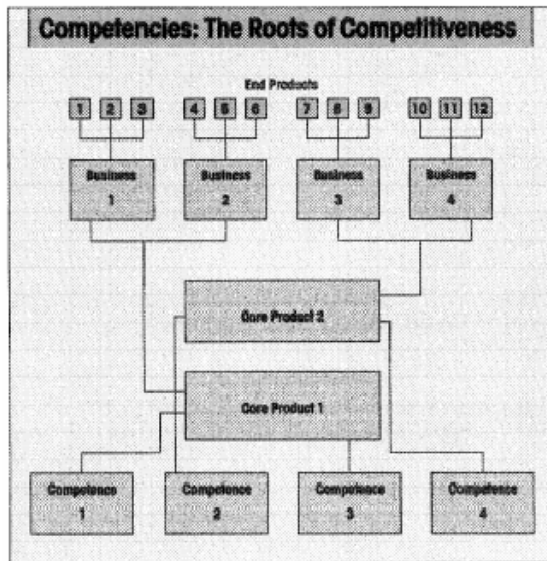 Competencies: The Roots of Competitiveness
End Products
1 2 3 4 5 6 7 8 9 10 11 12
Business Business Business Business
1 2 3 4
Core Product 2
Core Product 1
Competence Competence Competence Competence
1 2 3 4